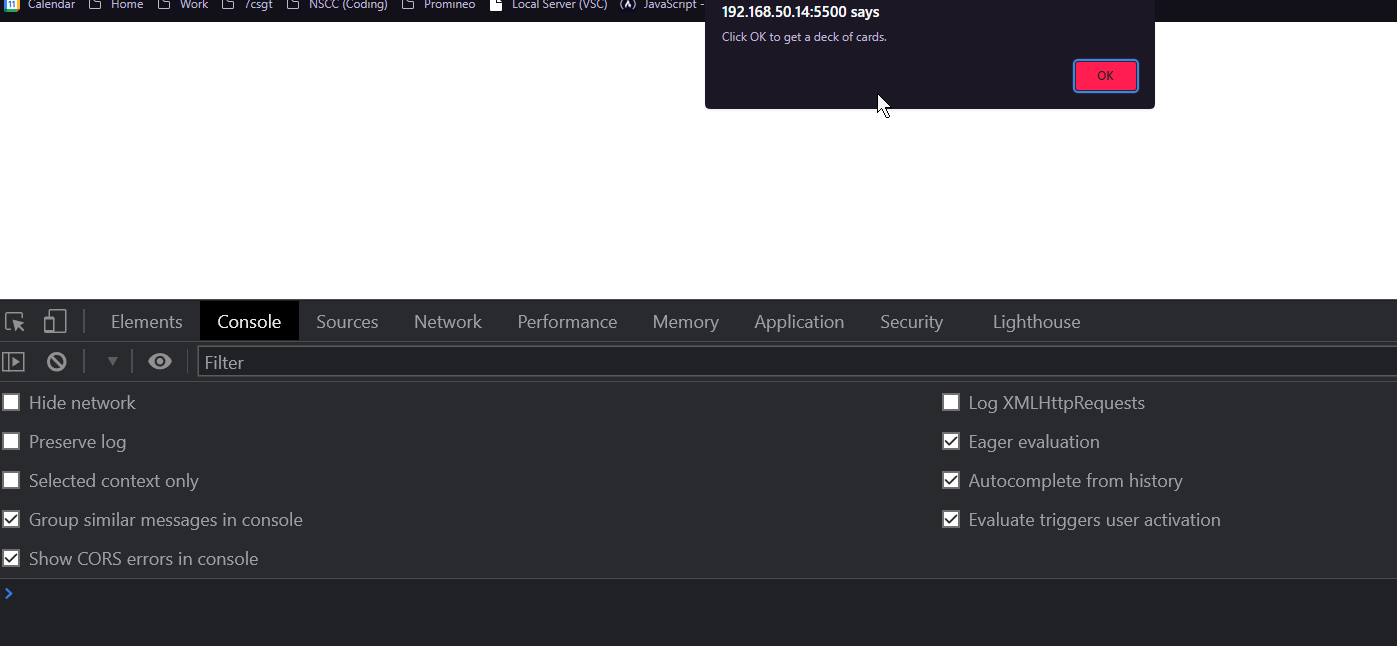 Calendar Home Work 7csgt NSCC (Coding) Promineo Local Server (VSC) JavaScript -
192.168.50.14:5500 says
Click OK to get a deck of cards.
OK
Elements Console Sources Network Performance Memory Application Security Lighthouse
Filter
Hide network Log XMLHttpRequests
Preserve log Eager evaluation
Selected context only Autocomplete from history
Group similar messages in console Evaluate triggers user activation
Show CORS errors in console